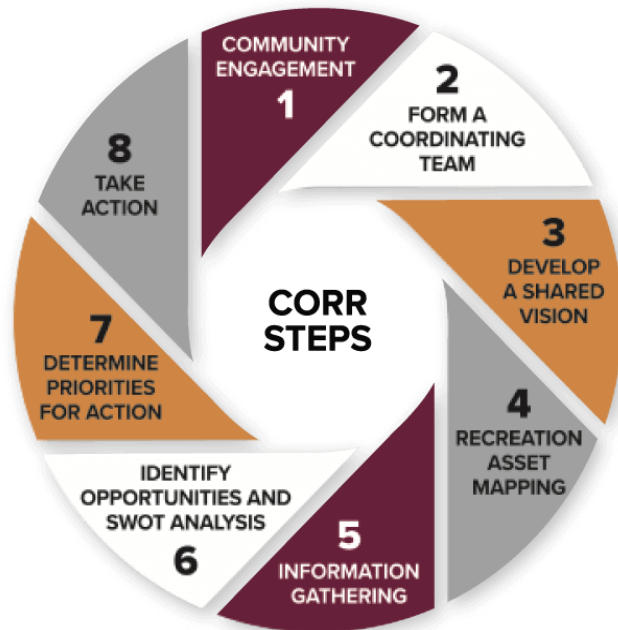 COMMUNITY
ENGAGEMENT
1
2
FORM A
COORDINATING
TEAM
3
DEVELOP
A SHARED
VISION
4
RECREATION
ASSET
MAPPING
5
INFORMATION
GATHERING
IDENTIFY
OPPORTUNITIES AND
SWOT ANALYSIS
6
7
DETERMINE
PRIORITIES
FOR ACTION
8
TAKE
ACTION
CORR
STEPS